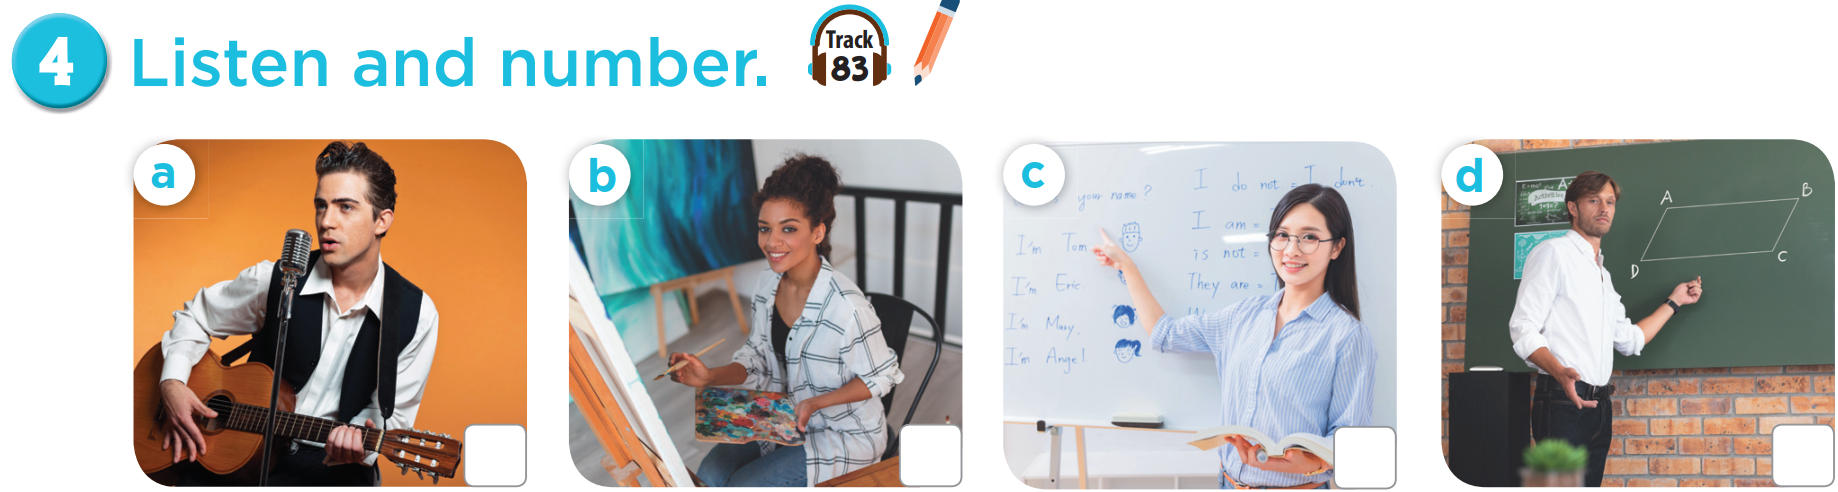 4 Listen and number. Track 83
a
b
c
d
your name?
I'm Tom
I'm Eric
I'm Mary.
I'm Angel
I do not = I don't.
I am =
is not =
They are =
A B
D C